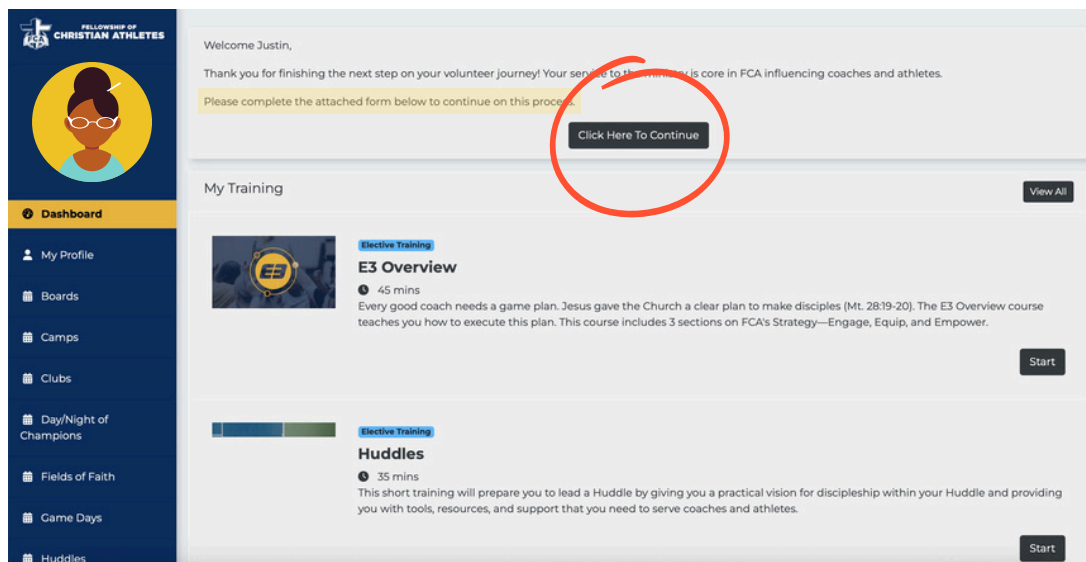 FELLOWSHIP OF
CHRISTIAN ATHLETES
FCA
Dashboard
My Profile
Boards
Camps
Clubs
Day/Night of
Champions
Fields of Faith
Game Days
Huddles
Welcome Justin,
Thank you for finishing the next step on your volunteer journey! Your service to the ministry is core in FCA influencing coaches and athletes.
Please complete the attached form below to continue on this process.
Click Here To Continue
My Training
View All
E3
Elective Training
E3 Overview
45 mins
Every good coach needs a game plan. Jesus gave the Church a clear plan to make disciples (Mt. 28:19-20). The E3 Overview course
teaches you how to execute this plan. This course includes 3 sections on FCA's Strategy—Engage, Equip, and Empower.
Start
Elective Training
Huddles
35 mins
This short training will prepare you to lead a Huddle by giving you a practical vision for discipleship within your Huddle and providing
you with tools, resources, and support that you need to serve coaches and athletes.
Start